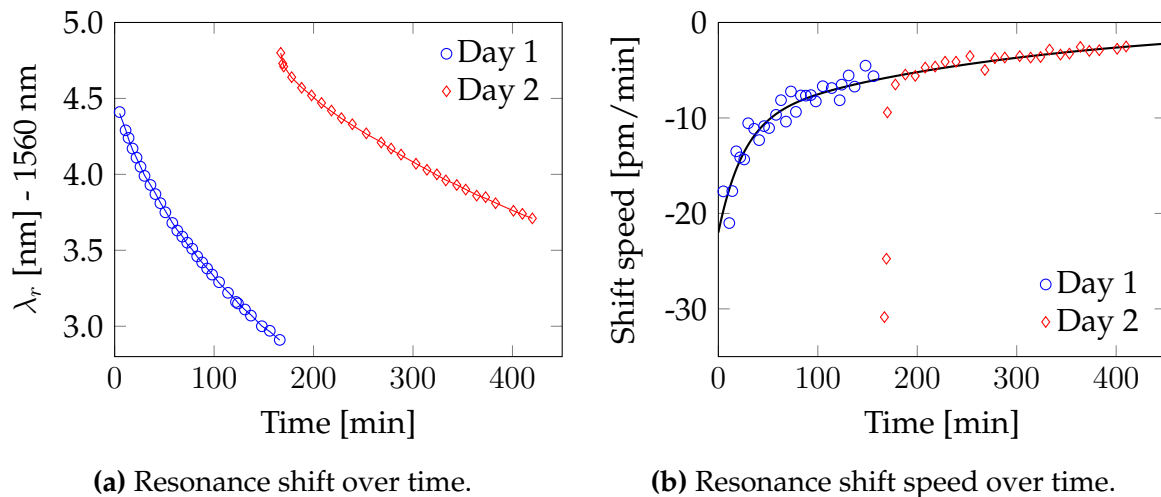 5.0
4.5
4.0
3.5
3.0
0
100
200
300
400
λr [nm] - 1560 nm
Time [min]
Day 1
Day 2
(a) Resonance shift over time.
0
-10
-20
-30
0
100
200
300
400
Shift speed [pm/min]
Time [min]
Day 1
Day 2
(b) Resonance shift speed over time.